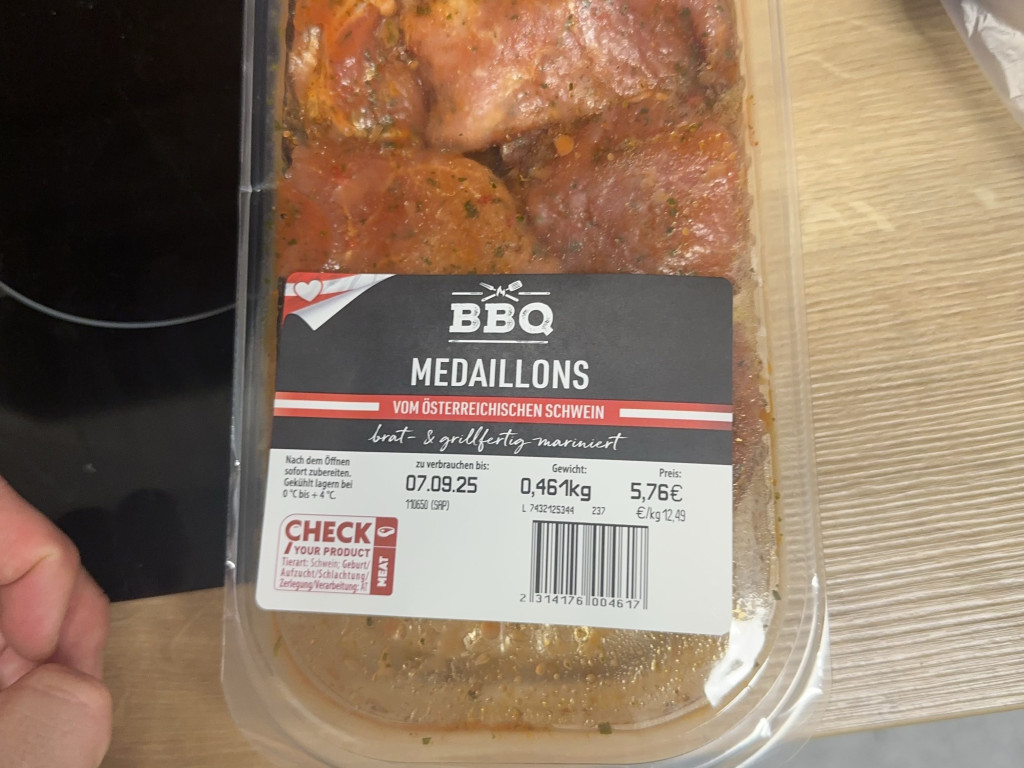 BBQ
MEDAILLONS
VOM ÖSTERREICHISCHEN SCHWEIN
brat- & grillfertig mariniert
Nach dem Öffnen
sofort zubereiten.
Gekühlt lagern bei
0 °C bis + 4 °C.
zu verbrauchen bis:
07.09.25
110650 (SAP)
Gewicht:
0,461kg
L 7432125344 237
Preis:
5,76€
€/kg 12,49
CHECK
YOUR PRODUCT
Tierart: Schwein; Geburt/
Aufzucht/Schlachtung/
Zerlegung/Verarbeitung: AT
MEAT
2 314176 004617